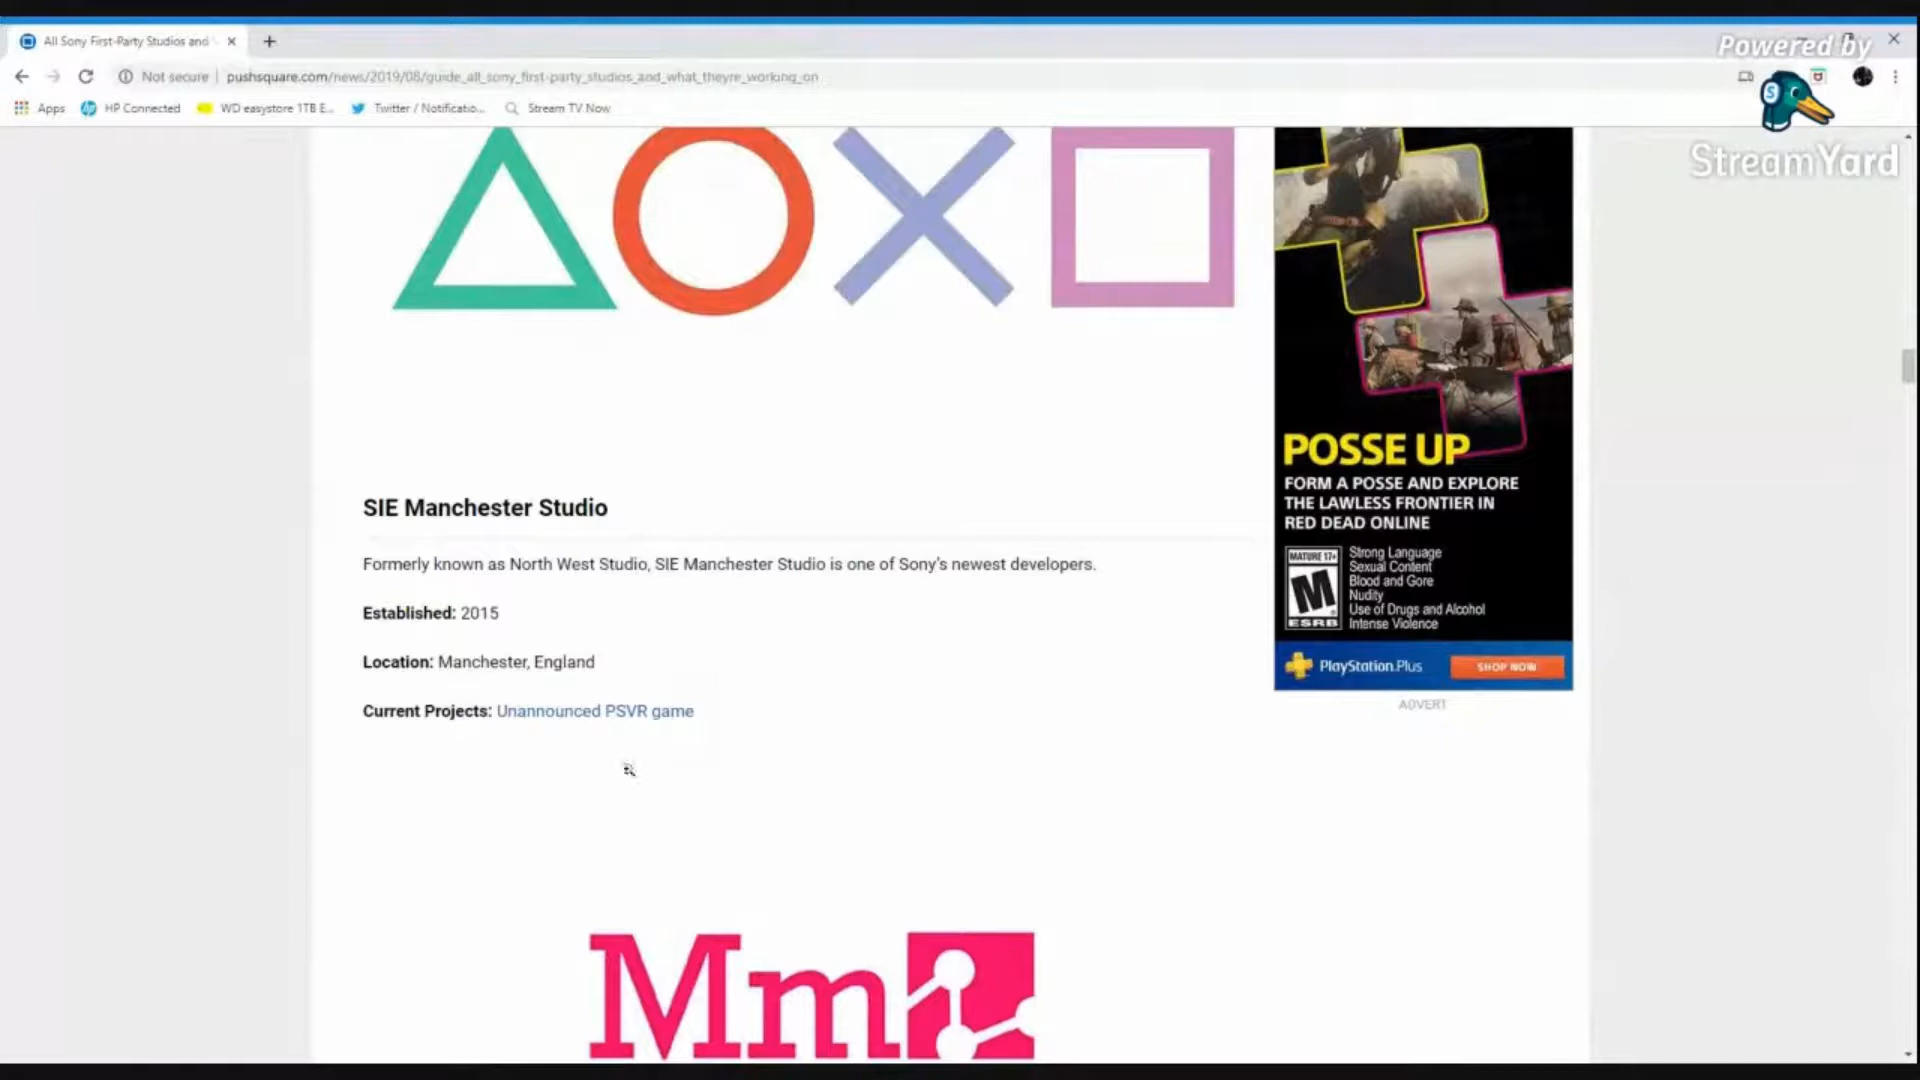 All Sony First-Party Studios and
Powered by
Not secure | pushsquare.com/news/2019/08/guide_all_sony_first-party_studios_and_what_theyre_working_on
Apps HP Connected WD easystore 1TB E... Twitter / Notificatio... Stream TV Now
S
StreamYard
POSSE UP
FORM A POSSE AND EXPLORE
THE LAWLESS FRONTIER IN
RED DEAD ONLINE
SIE Manchester Studio
Formerly known as North West Studio, SIE Manchester Studio is one of Sony's newest developers.
Established: 2015
Location: Manchester, England
Current Projects: Unannounced PSVR game
MATURE 17+
M
ESRB
Strong Language
Sexual Content
Blood and Gore
Nudity
Use of Drugs and Alcohol
Intense Violence
PlayStation.Plus SHOP NOW
ADVERT
Mm